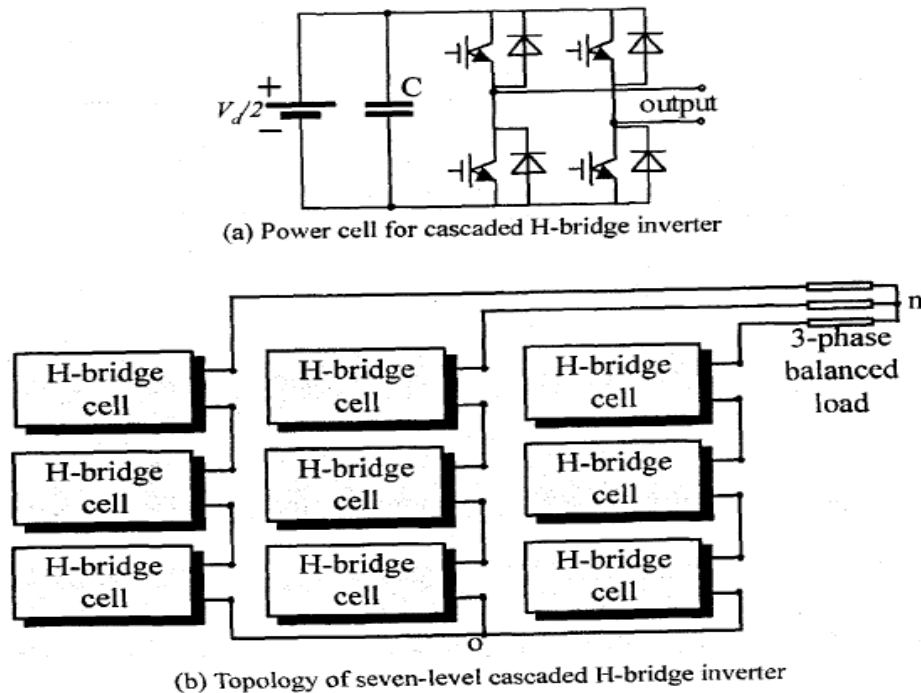 +
V_d/2
−
C
output
(a) Power cell for cascaded H-bridge inverter
n
3-phase
balanced
load
H-bridge
cell
H-bridge
cell
H-bridge
cell
H-bridge
cell
H-bridge
cell
H-bridge
cell
H-bridge
cell
H-bridge
cell
H-bridge
cell
o
(b) Topology of seven-level cascaded H-bridge inverter